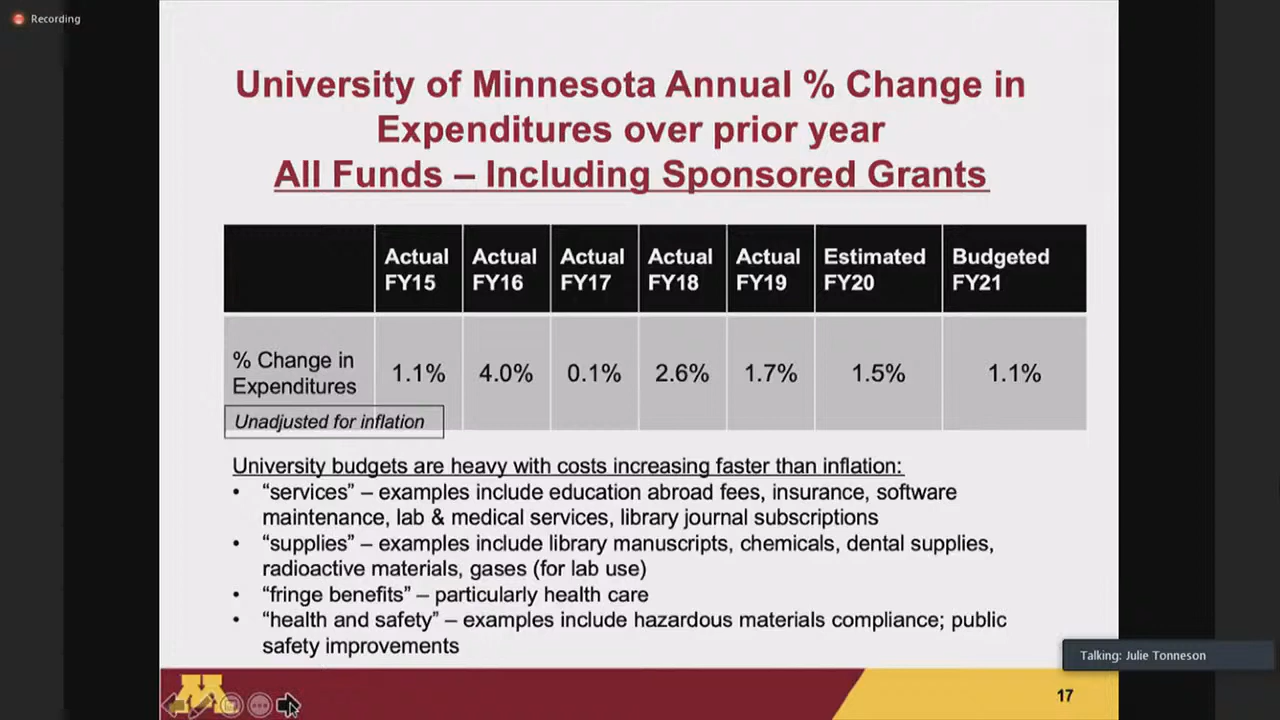 Recording
University of Minnesota Annual % Change in
Expenditures over prior year
All Funds – Including Sponsored Grants
Actual FY15 Actual FY16 Actual FY17 Actual FY18 Actual FY19 Estimated FY20 Budgeted FY21
% Change in Expenditures 1.1% 4.0% 0.1% 2.6% 1.7% 1.5% 1.1%
Unadjusted for inflation
University budgets are heavy with costs increasing faster than inflation:
• “services” – examples include education abroad fees, insurance, software
maintenance, lab & medical services, library journal subscriptions
• “supplies” – examples include library manuscripts, chemicals, dental supplies,
radioactive materials, gases (for lab use)
• “fringe benefits” – particularly health care
• “health and safety” – examples include hazardous materials compliance; public
safety improvements
Talking: Julie Tonneson
M
17